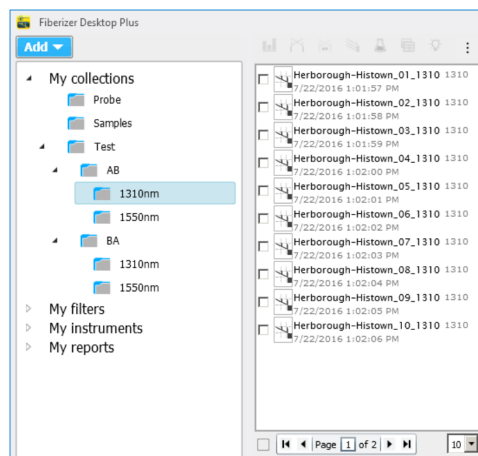 Fiberizer Desktop Plus
Add
My collections
Probe
Samples
Test
AB
1310nm
1550nm
BA
1310nm
1550nm
My filters
My instruments
My reports
Herborough-Histown_01_1310 1310
7/22/2016 1:01:57 PM
Herborough-Histown_02_1310 1310
7/22/2016 1:01:58 PM
Herborough-Histown_03_1310 1310
7/22/2016 1:01:59 PM
Herborough-Histown_04_1310 1310
7/22/2016 1:02:00 PM
Herborough-Histown_05_1310 1310
7/22/2016 1:02:01 PM
Herborough-Histown_06_1310 1310
7/22/2016 1:02:02 PM
Herborough-Histown_07_1310 1310
7/22/2016 1:02:03 PM
Herborough-Histown_08_1310 1310
7/22/2016 1:02:04 PM
Herborough-Histown_09_1310 1310
7/22/2016 1:02:05 PM
Herborough-Histown_10_1310 1310
7/22/2016 1:02:06 PM
Page 1 of 2 10